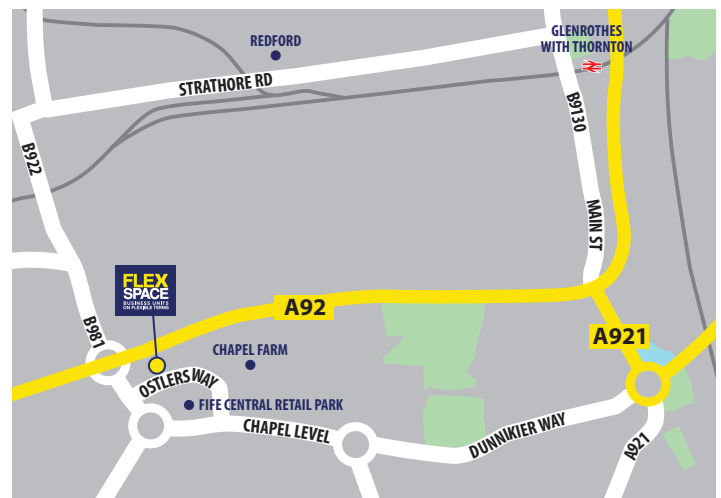 GLENROTHES
WITH THORNTON
REDFORD
STRATHORE RD
B9130
B922
MAIN ST
FLEX
SPACE
BUSINESS UNITS
ON FLEXIBLE TERMS
A92
B981
A921
CHAPEL FARM
OSTLERS WAY
FIFE CENTRAL RETAIL PARK
CHAPEL LEVEL
DUNNIKIER WAY
A921